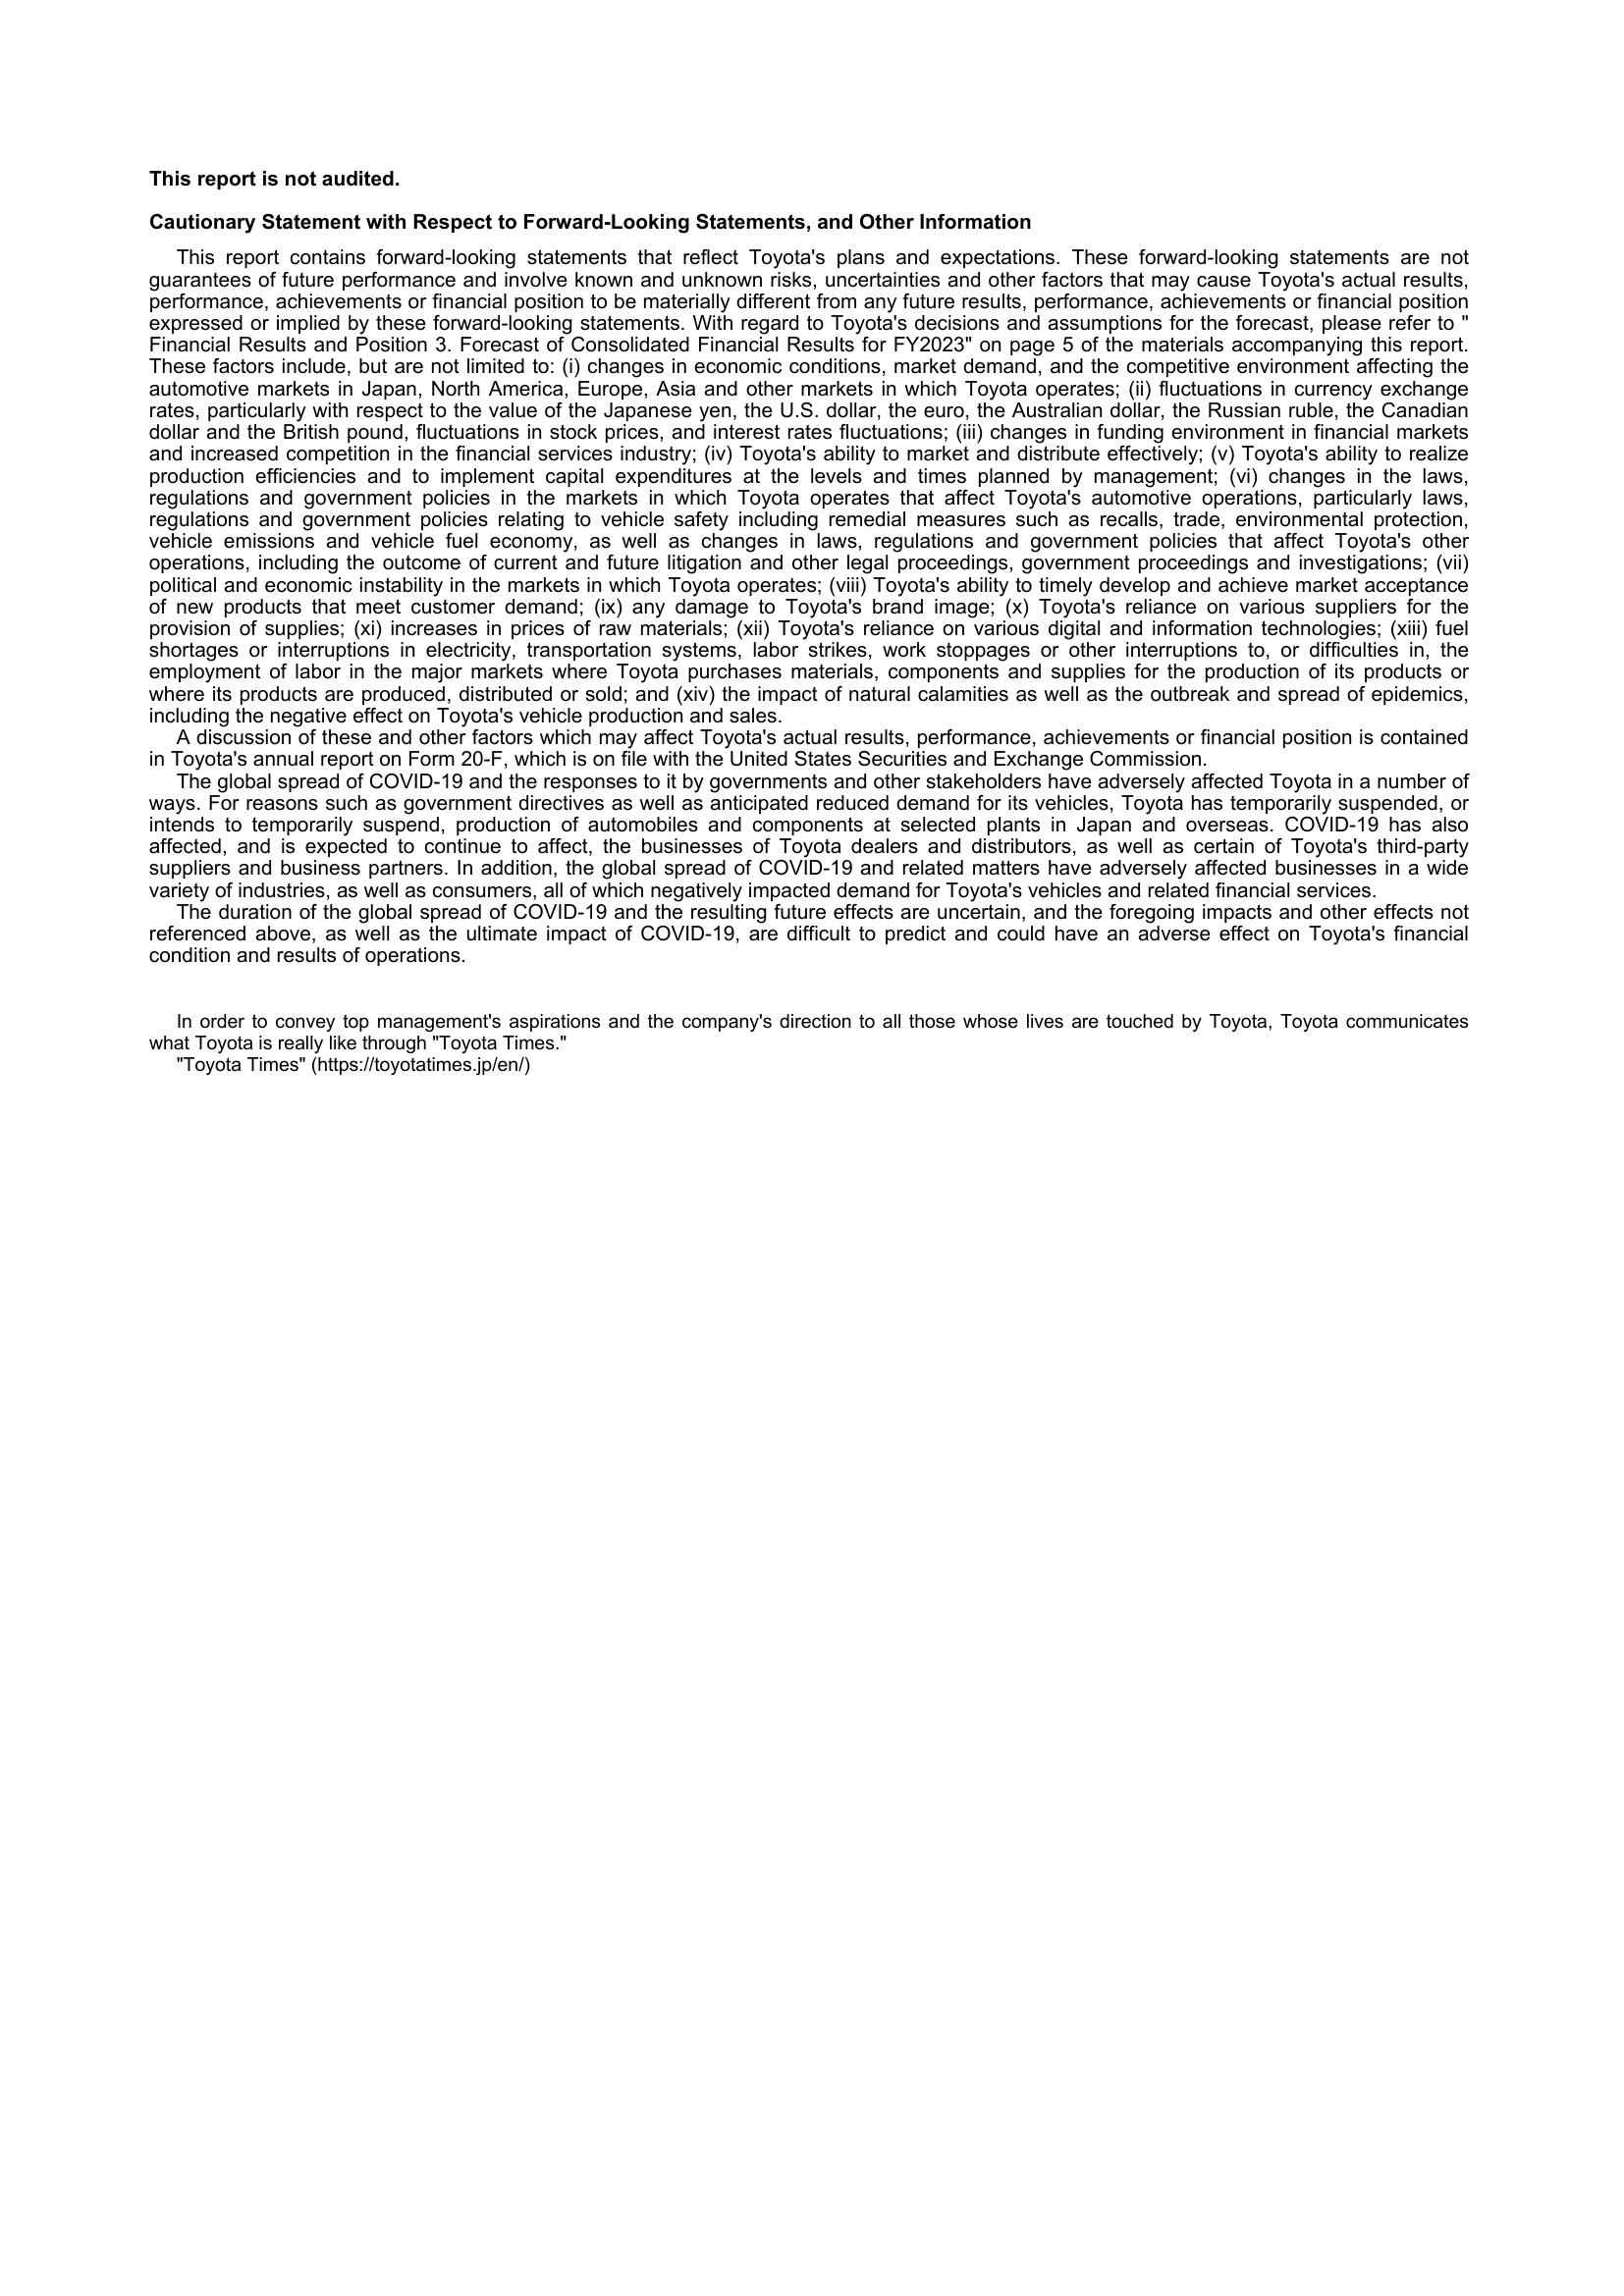 This report is not audited.
Cautionary Statement with Respect to Forward-Looking Statements, and Other Information
This report contains forward-looking statements that reflect Toyota's plans and expectations. These forward-looking statements are not
guarantees of future performance and involve known and unknown risks, uncertainties and other factors that may cause Toyota's actual results,
performance, achievements or financial position to be materially different from any future results, performance, achievements or financial position
expressed or implied by these forward-looking statements. With regard to Toyota's decisions and assumptions for the forecast, please refer to "
Financial Results and Position 3. Forecast of Consolidated Financial Results for FY2023" on page 5 of the materials accompanying this report.
These factors include, but are not limited to: (i) changes in economic conditions, market demand, and the competitive environment affecting the
automotive markets in Japan, North America, Europe, Asia and other markets in which Toyota operates; (ii) fluctuations in currency exchange
rates, particularly with respect to the value of the Japanese yen, the U.S. dollar, the euro, the Australian dollar, the Russian ruble, the Canadian
dollar and the British pound, fluctuations in stock prices, and interest rates fluctuations; (iii) changes in funding environment in financial markets
and increased competition in the financial services industry; (iv) Toyota's ability to market and distribute effectively; (v) Toyota's ability to realize
production efficiencies and to implement capital expenditures at the levels and times planned by management; (vi) changes in the laws,
regulations and government policies in the markets in which Toyota operates that affect Toyota's automotive operations, particularly laws,
regulations and government policies relating to vehicle safety including remedial measures such as recalls, trade, environmental protection,
vehicle emissions and vehicle fuel economy, as well as changes in laws, regulations and government policies that affect Toyota's other
operations, including the outcome of current and future litigation and other legal proceedings, government proceedings and investigations; (vii)
political and economic instability in the markets in which Toyota operates; (viii) Toyota's ability to timely develop and achieve market acceptance
of new products that meet customer demand; (ix) any damage to Toyota's brand image; (x) Toyota's reliance on various suppliers for the
provision of supplies; (xi) increases in prices of raw materials; (xii) Toyota's reliance on various digital and information technologies; (xiii) fuel
shortages or interruptions in electricity, transportation systems, labor strikes, work stoppages or other interruptions to, or difficulties in, the
employment of labor in the major markets where Toyota purchases materials, components and supplies for the production of its products or
where its products are produced, distributed or sold; and (xiv) the impact of natural calamities as well as the outbreak and spread of epidemics,
including the negative effect on Toyota's vehicle production and sales.
A discussion of these and other factors which may affect Toyota's actual results, performance, achievements or financial position is contained
in Toyota's annual report on Form 20-F, which is on file with the United States Securities and Exchange Commission.
The global spread of COVID-19 and the responses to it by governments and other stakeholders have adversely affected Toyota in a number of
ways. For reasons such as government directives as well as anticipated reduced demand for its vehicles, Toyota has temporarily suspended, or
intends to temporarily suspend, production of automobiles and components at selected plants in Japan and overseas. COVID-19 has also
affected, and is expected to continue to affect, the businesses of Toyota dealers and distributors, as well as certain of Toyota's third-party
suppliers and business partners. In addition, the global spread of COVID-19 and related matters have adversely affected businesses in a wide
variety of industries, as well as consumers, all of which negatively impacted demand for Toyota's vehicles and related financial services.
The duration of the global spread of COVID-19 and the resulting future effects are uncertain, and the foregoing impacts and other effects not
referenced above, as well as the ultimate impact of COVID-19, are difficult to predict and could have an adverse effect on Toyota's financial
condition and results of operations.
In order to convey top management's aspirations and the company's direction to all those whose lives are touched by Toyota, Toyota communicates
what Toyota is really like through "Toyota Times."
"Toyota Times" (https://toyotatimes.jp/en/)